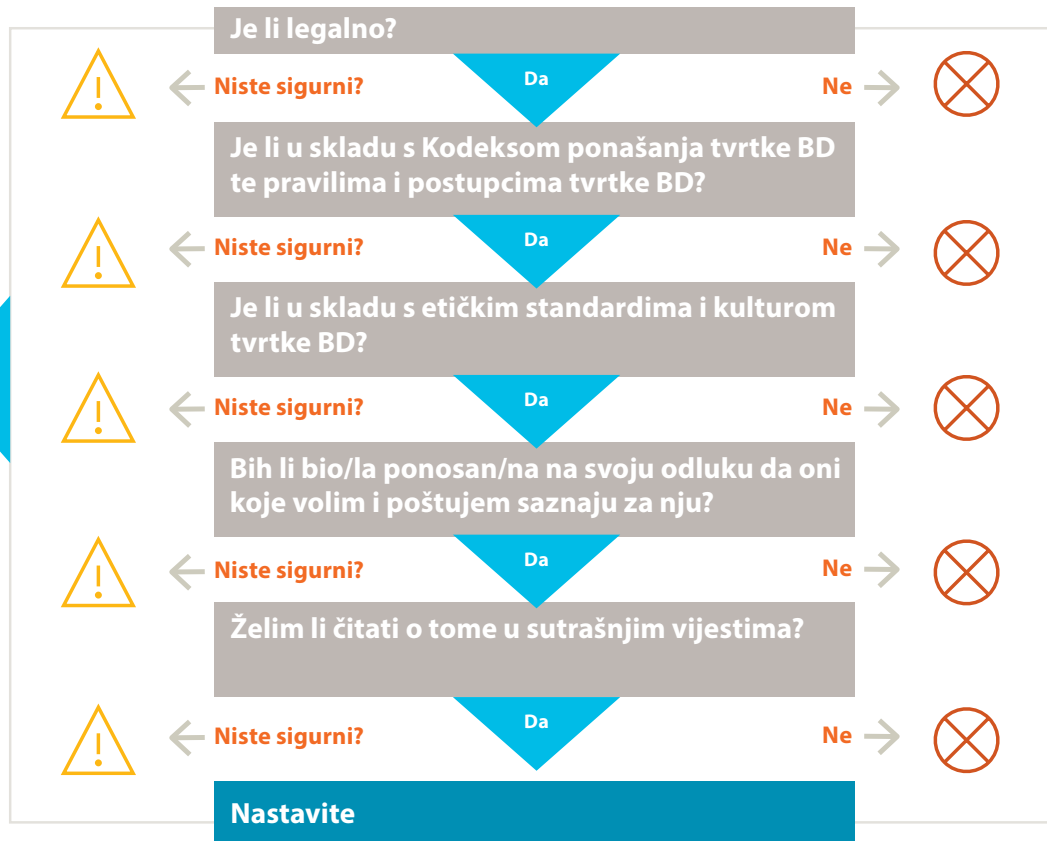 Je li legalno?
Niste sigurni?
Da
Ne
Je li u skladu s Kodeksom ponašanja tvrtke BD
te pravilima i postupcima tvrtke BD?
Niste sigurni?
Da
Ne
Je li u skladu s etičkim standardima i kulturom
tvrtke BD?
Niste sigurni?
Da
Ne
Bih li bio/la ponosan/na na svoju odluku da oni
koje volim i poštujem saznaju za nju?
Niste sigurni?
Da
Ne
Želim li čitati o tome u sutrašnjim vijestima?
Niste sigurni?
Da
Ne
Nastavite